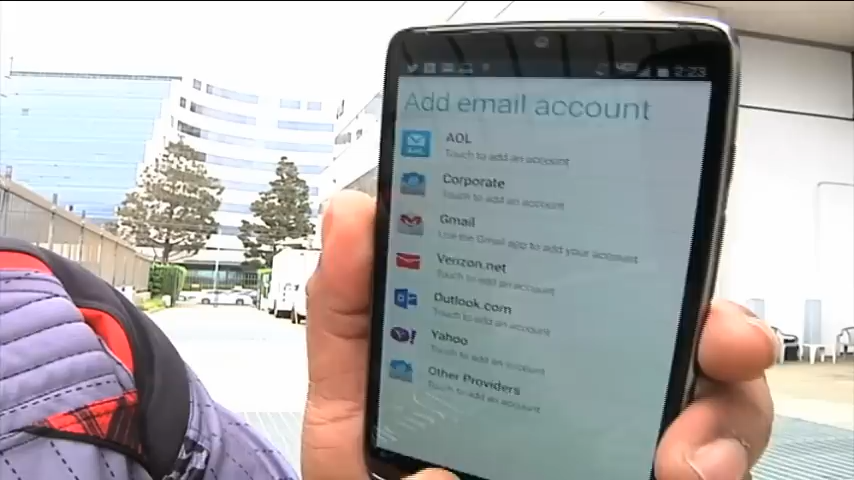 2:23
Add email account
AOL
Touch to add an account
Corporate
Touch to add an account
Gmail
Use the Gmail app to add your account
Verizon.net
Touch to add an account
Outlook.com
Touch to add an account
Yahoo
Touch to add an account
Other Providers
Touch to add an account